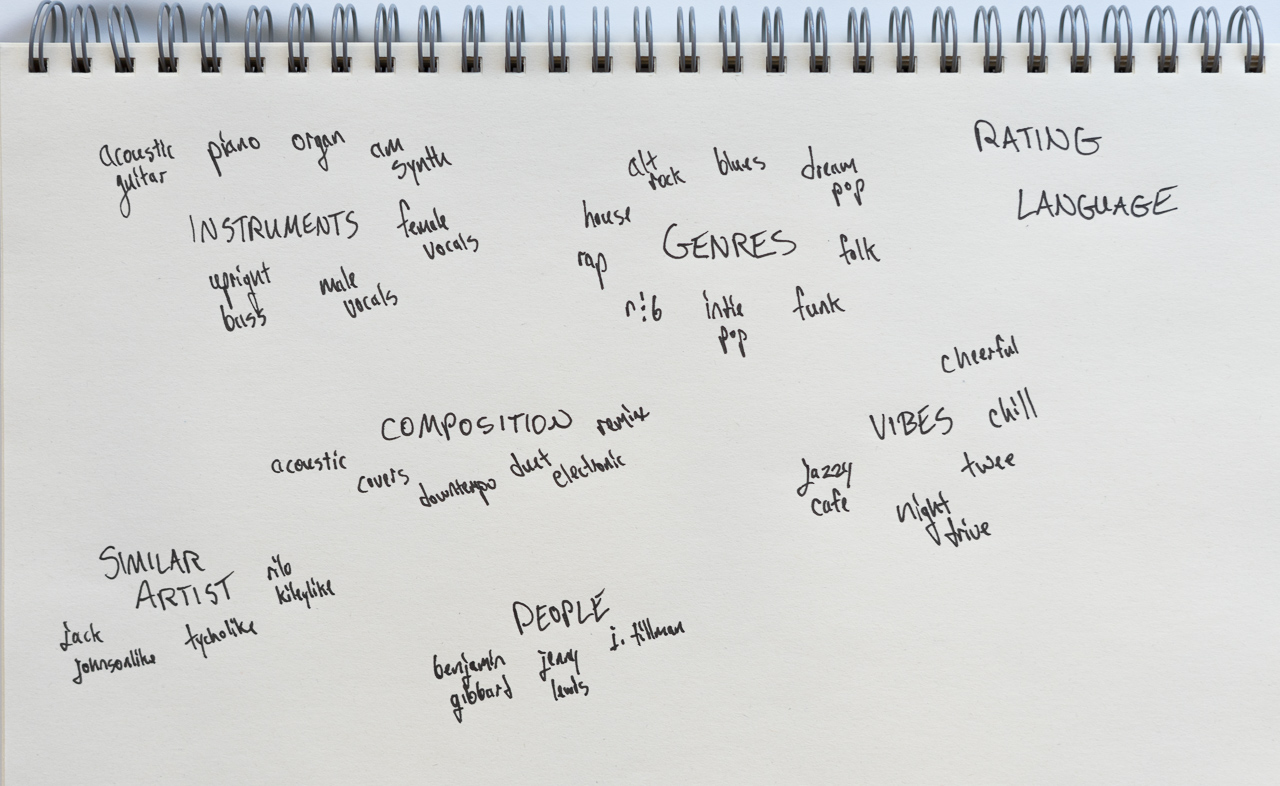 acoustic
guitar
piano
organ
synth
INSTRUMENTS
female
vocals
upright
bass
male
vocals
alt
rock
blues
dream
pop
house
GENRES
rap
folk
r&b
indie
pop
funk
RATING
LANGUAGE
COMPOSITION
remix
acoustic
covers
downtempo
duet
electronic
cheerful
VIBES
chill
jazzy
cafe
twee
night
drive
SIMILAR
ARTIST
rilo
kileylike
jack
johnsonlike
tycholike
PEOPLE
benjamin
gibbard
jenny
lewis
j. tillman